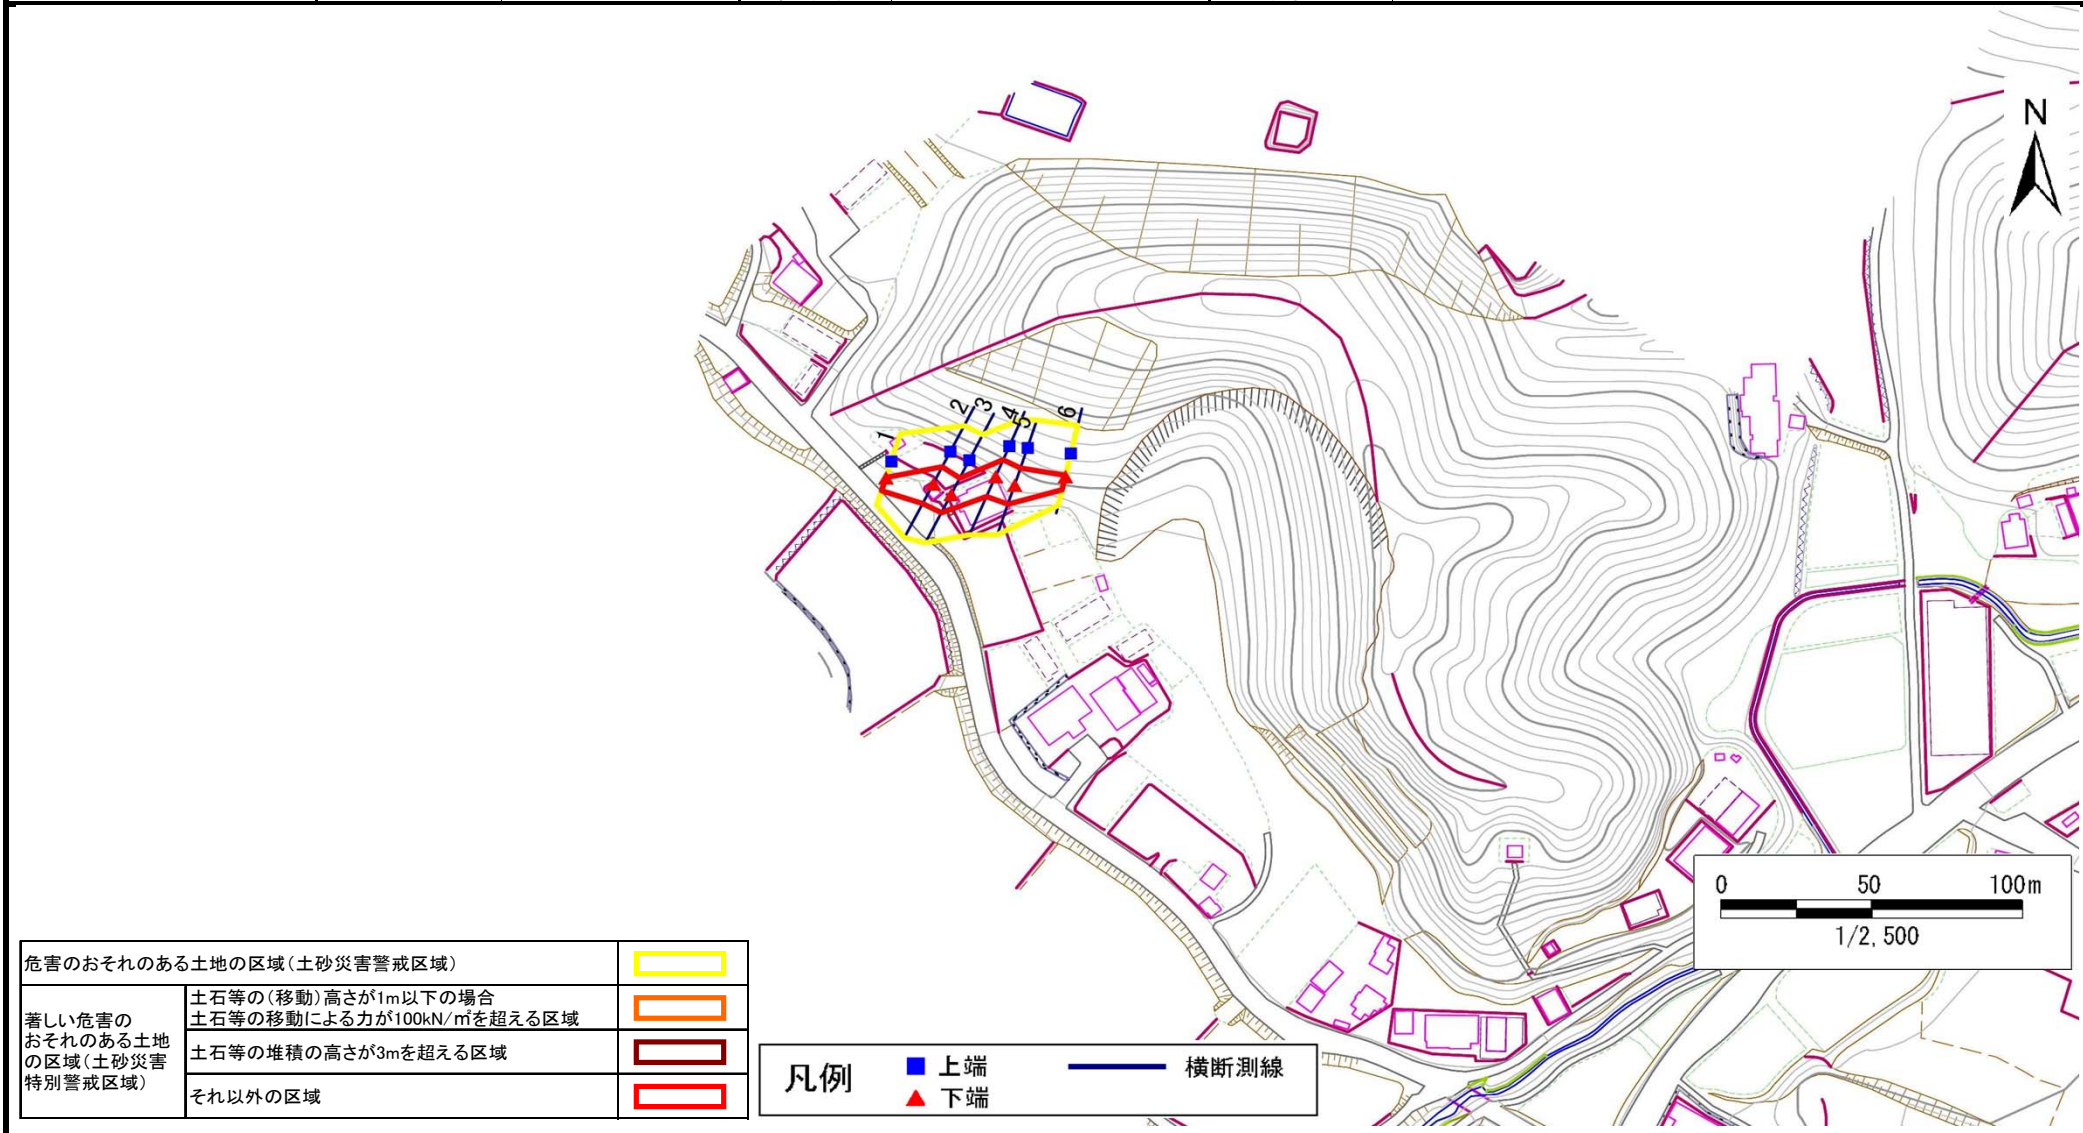 N
1
2
3
4
5
6
0 50 100m
1/2,500
危害のおそれのある土地の区域(土砂災害警戒区域)
著しい危害の
おそれのある土地
の区域(土砂災害
特別警戒区域)
土石等の(移動)高さが1m以下の場合
土石等の移動による力が100kN/㎡を超える区域
土石等の堆積の高さが3mを超える区域
それ以外の区域
凡例
上端
下端
横断測線